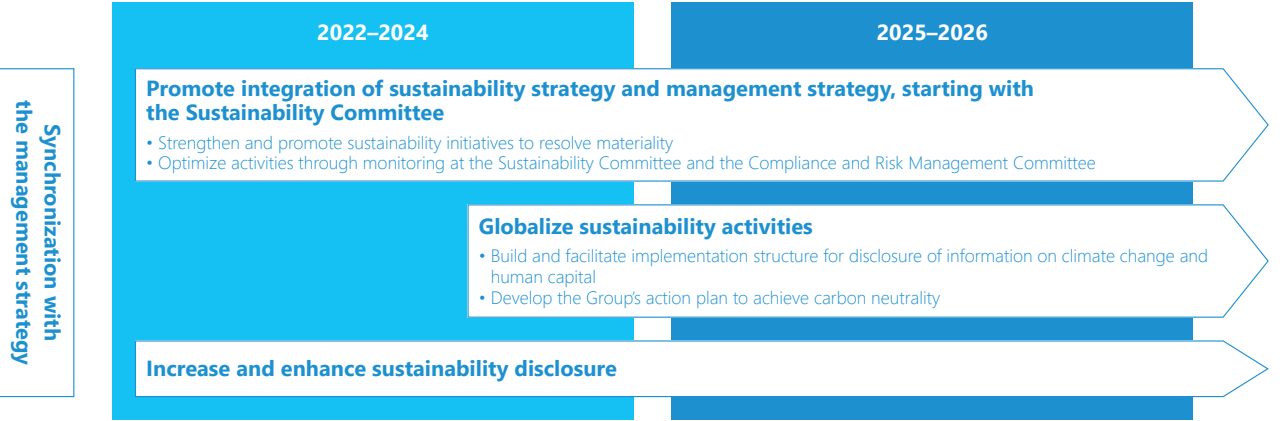 2022–2024
2025–2026
Synchronization with
the management strategy
Promote integration of sustainability strategy and management strategy, starting with
the Sustainability Committee
• Strengthen and promote sustainability initiatives to resolve materiality
• Optimize activities through monitoring at the Sustainability Committee and the Compliance and Risk Management Committee
Globalize sustainability activities
• Build and facilitate implementation structure for disclosure of information on climate change and
human capital
• Develop the Group's action plan to achieve carbon neutrality
Increase and enhance sustainability disclosure